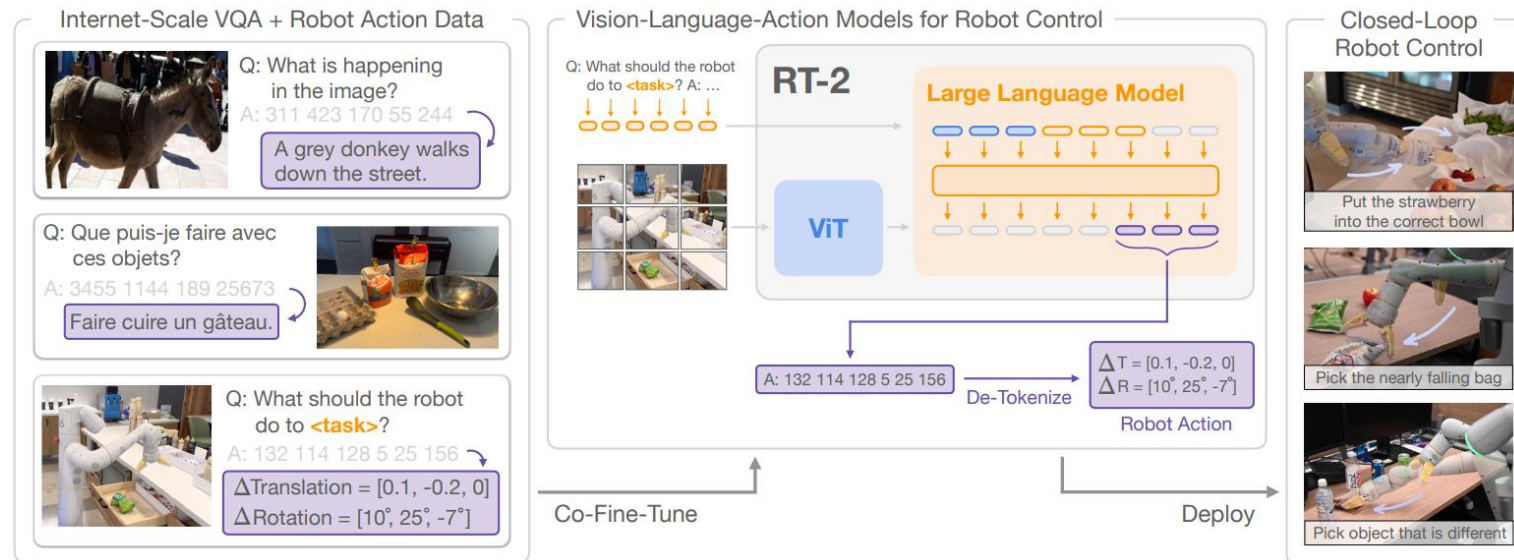 Internet-Scale VQA + Robot Action Data
Q: What is happening
in the image?
A: 311 423 170 55 244
A grey donkey walks
down the street.
Q: Que puis-je faire avec
ces objets?
A: 3455 1144 189 25673
Faire cuire un gâteau.
Q: What should the robot
do to <task>?
A: 132 114 128 5 25 156
ΔTranslation = [0.1, -0.2, 0]
ΔRotation = [10°, 25°, -7°]
Co-Fine-Tune
Vision-Language-Action Models for Robot Control
Q: What should the robot
do to <task>? A: ...
RT-2
Large Language Model
ViT
A: 132 114 128 5 25 156
De-Tokenize
ΔT = [0.1, -0.2, 0]
ΔR = [10°, 25°, -7°]
Robot Action
Deploy
Closed-Loop
Robot Control
Put the strawberry
into the correct bowl
Pick the nearly falling bag
Pick object that is different